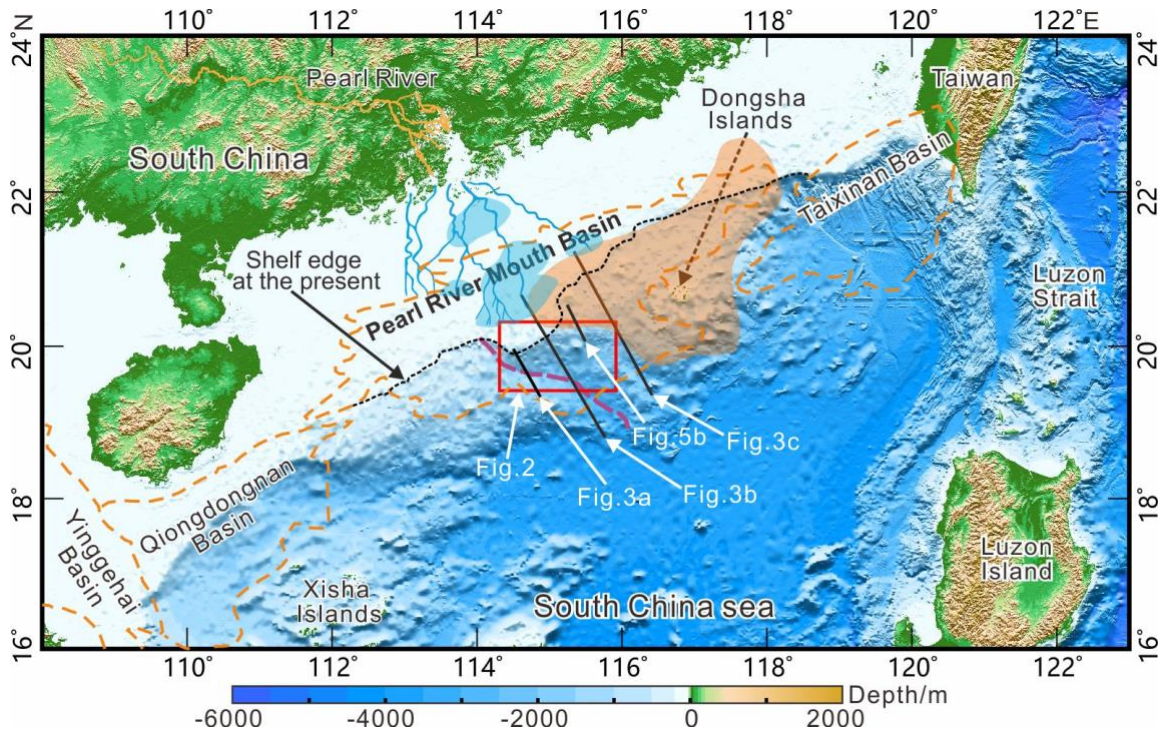 110° 112° 114° 116° 118° 120° 122°E
24°N
22°
20°
18°
16°
Pearl River
South China
Dongsha
Islands
Taiwan
Taixinan Basin
Shelf edge
at the present
Pearl River Mouth Basin
Luzon
Strait
Fig.2
Fig.3a
Fig.5b
Fig.3b
Fig.3c
Qiongdongnan
Basin
Yinggehai
Basin
Xisha
Islands
South China sea
Luzon
Island
24°
22°
20°
18°
16°
110° 112° 114° 116° 118° 120° 122°
-6000 -4000 -2000 0 2000
Depth/m